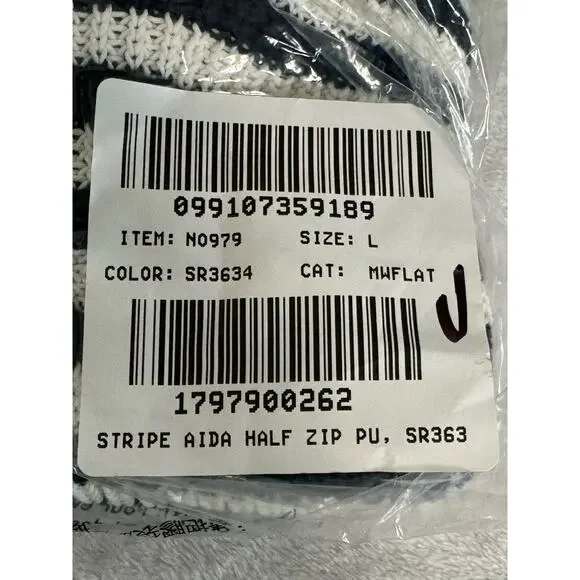 099107359189
ITEM: N0979 SIZE: L
COLOR: SR3634 CAT: MWFLAT
1797900262
STRIPE AIDA HALF ZIP PU, SR363